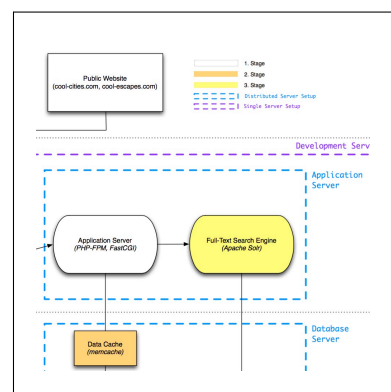 Public Website
(cool-cities.com, cool-escapes.com)
1. Stage
2. Stage
3. Stage
Distributed Server Setup
Single Server Setup
Development Serv
Application
Server
Application Server
(PHP-FPM, FastCGI)
Full-Text Search Engine
(Apache Solr)
Database
Server
Data Cache
(memcache)